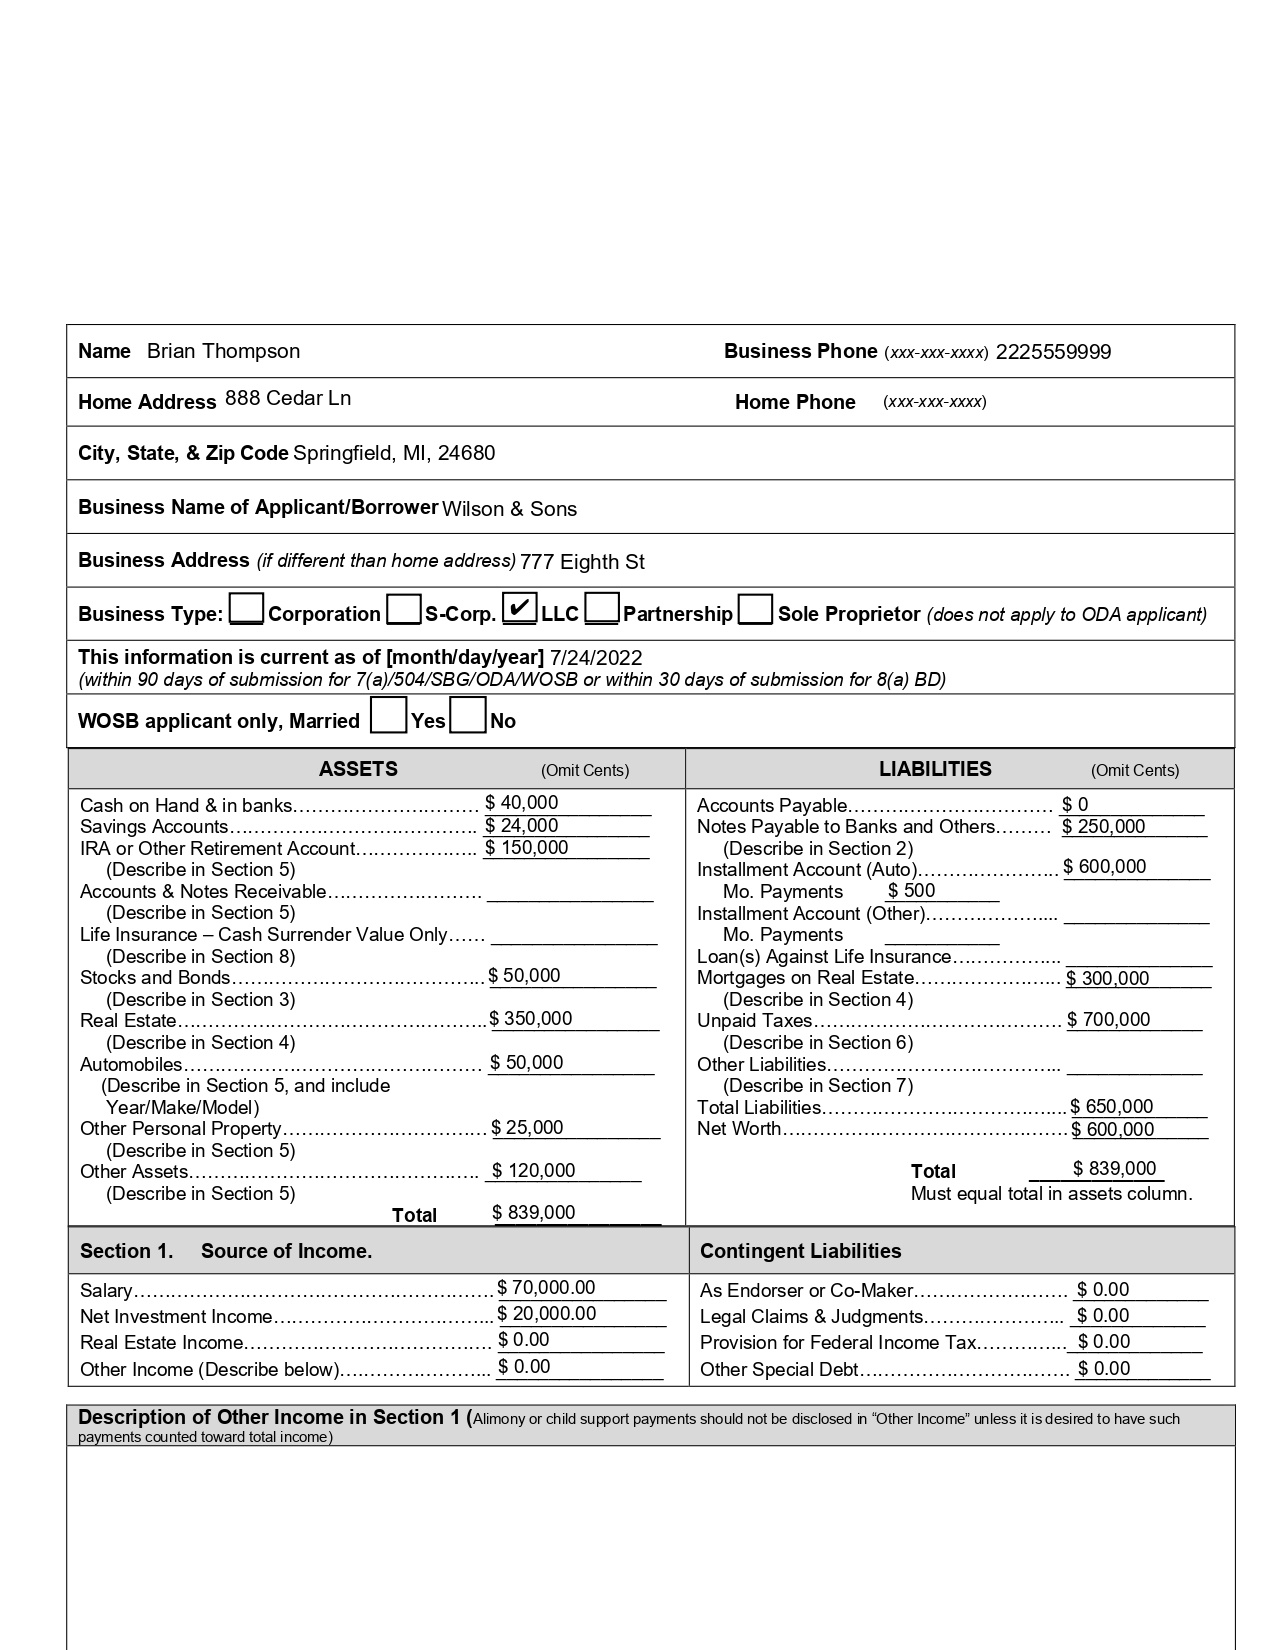 Name Brian Thompson Business Phone (xxx-xxx-xxxx) 2225559999
Home Address 888 Cedar Ln Home Phone (xxx-xxx-xxxx)
City, State, & Zip Code Springfield, MI, 24680
Business Name of Applicant/Borrower Wilson & Sons
Business Address (if different than home address) 777 Eighth St
Business Type: Corporation S-Corp. ✔ LLC Partnership Sole Proprietor (does not apply to ODA applicant)
This information is current as of [month/day/year] 7/24/2022
(within 90 days of submission for 7(a)/504/SBG/ODA/WOSB or within 30 days of submission for 8(a) BD)
WOSB applicant only, Married Yes No
ASSETS (Omit Cents)
Cash on Hand & in banks………………………… $ 40,000
Savings Accounts………………………………….. $ 24,000
IRA or Other Retirement Account……………….. $ 150,000
(Describe in Section 5)
Accounts & Notes Receivable…………………… ________________
(Describe in Section 5)
Life Insurance – Cash Surrender Value Only…… ________________
(Describe in Section 8)
Stocks and Bonds………………………………….. $ 50,000
(Describe in Section 3)
Real Estate………………………………………….. $ 350,000
(Describe in Section 4)
Automobiles………………………………………… $ 50,000
(Describe in Section 5, and include
Year/Make/Model)
Other Personal Property…………………………… $ 25,000
(Describe in Section 5)
Other Assets……………………………………….. $ 120,000
(Describe in Section 5)
Total $ 839,000
LIABILITIES (Omit Cents)
Accounts Payable…………………………… $ 0
Notes Payable to Banks and Others……… $ 250,000
(Describe in Section 2)
Installment Account (Auto)………………….. $ 600,000
Mo. Payments $ 500
Installment Account (Other)………………….... ______________
Mo. Payments ___________
Loan(s) Against Life Insurance…………….... ______________
Mortgages on Real Estate………………….... $ 300,000
(Describe in Section 4)
Unpaid Taxes………………………………… $ 700,000
(Describe in Section 6)
Other Liabilities……………………………….... _____________
(Describe in Section 7)
Total Liabilities………………………………….. $ 650,000
Net Worth………………………………………. $ 600,000
Total $ 839,000
Must equal total in assets column.
Section 1. Source of Income.
Salary………………………………………………… $ 70,000.00
Net Investment Income…………………………….... $ 20,000.00
Real Estate Income…………………………………. $ 0.00
Other Income (Describe below)………………….... $ 0.00
Contingent Liabilities
As Endorser or Co-Maker……………………. $ 0.00
Legal Claims & Judgments………………….. $ 0.00
Provision for Federal Income Tax………….... $ 0.00
Other Special Debt……………………………. $ 0.00
Description of Other Income in Section 1 (Alimony or child support payments should not be disclosed in “Other Income” unless it is desired to have such
payments counted toward total income)